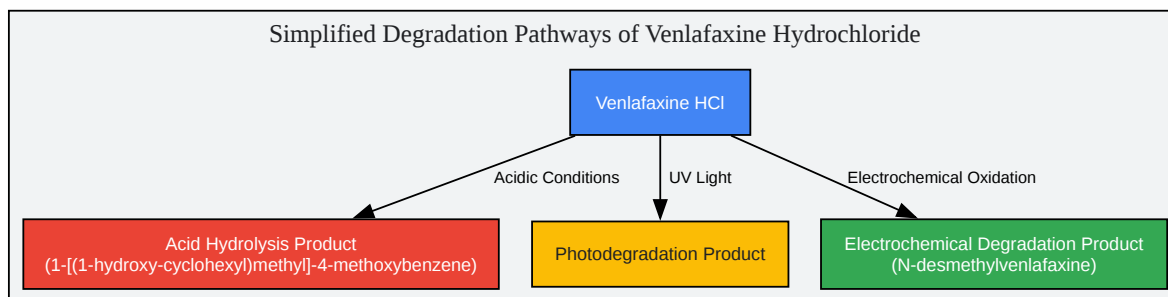 Simplified Degradation Pathways of Venlafaxine Hydrochloride
Venlafaxine HCl
Acidic Conditions
UV Light
Electrochemical Oxidation
Acid Hydrolysis Product
(1-[(1-hydroxy-cyclohexyl)methyl]-4-methoxybenzene)
Photodegradation Product
Electrochemical Degradation Product
(N-desmethylvenlafaxine)